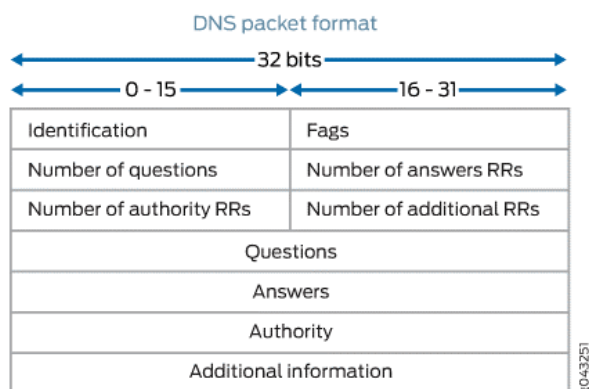 DNS packet format
32 bits
0 - 15 16 - 31
Identification Fags
Number of questions Number of answers RRs
Number of authority RRs Number of additional RRs
Questions
Answers
Authority
Additional information